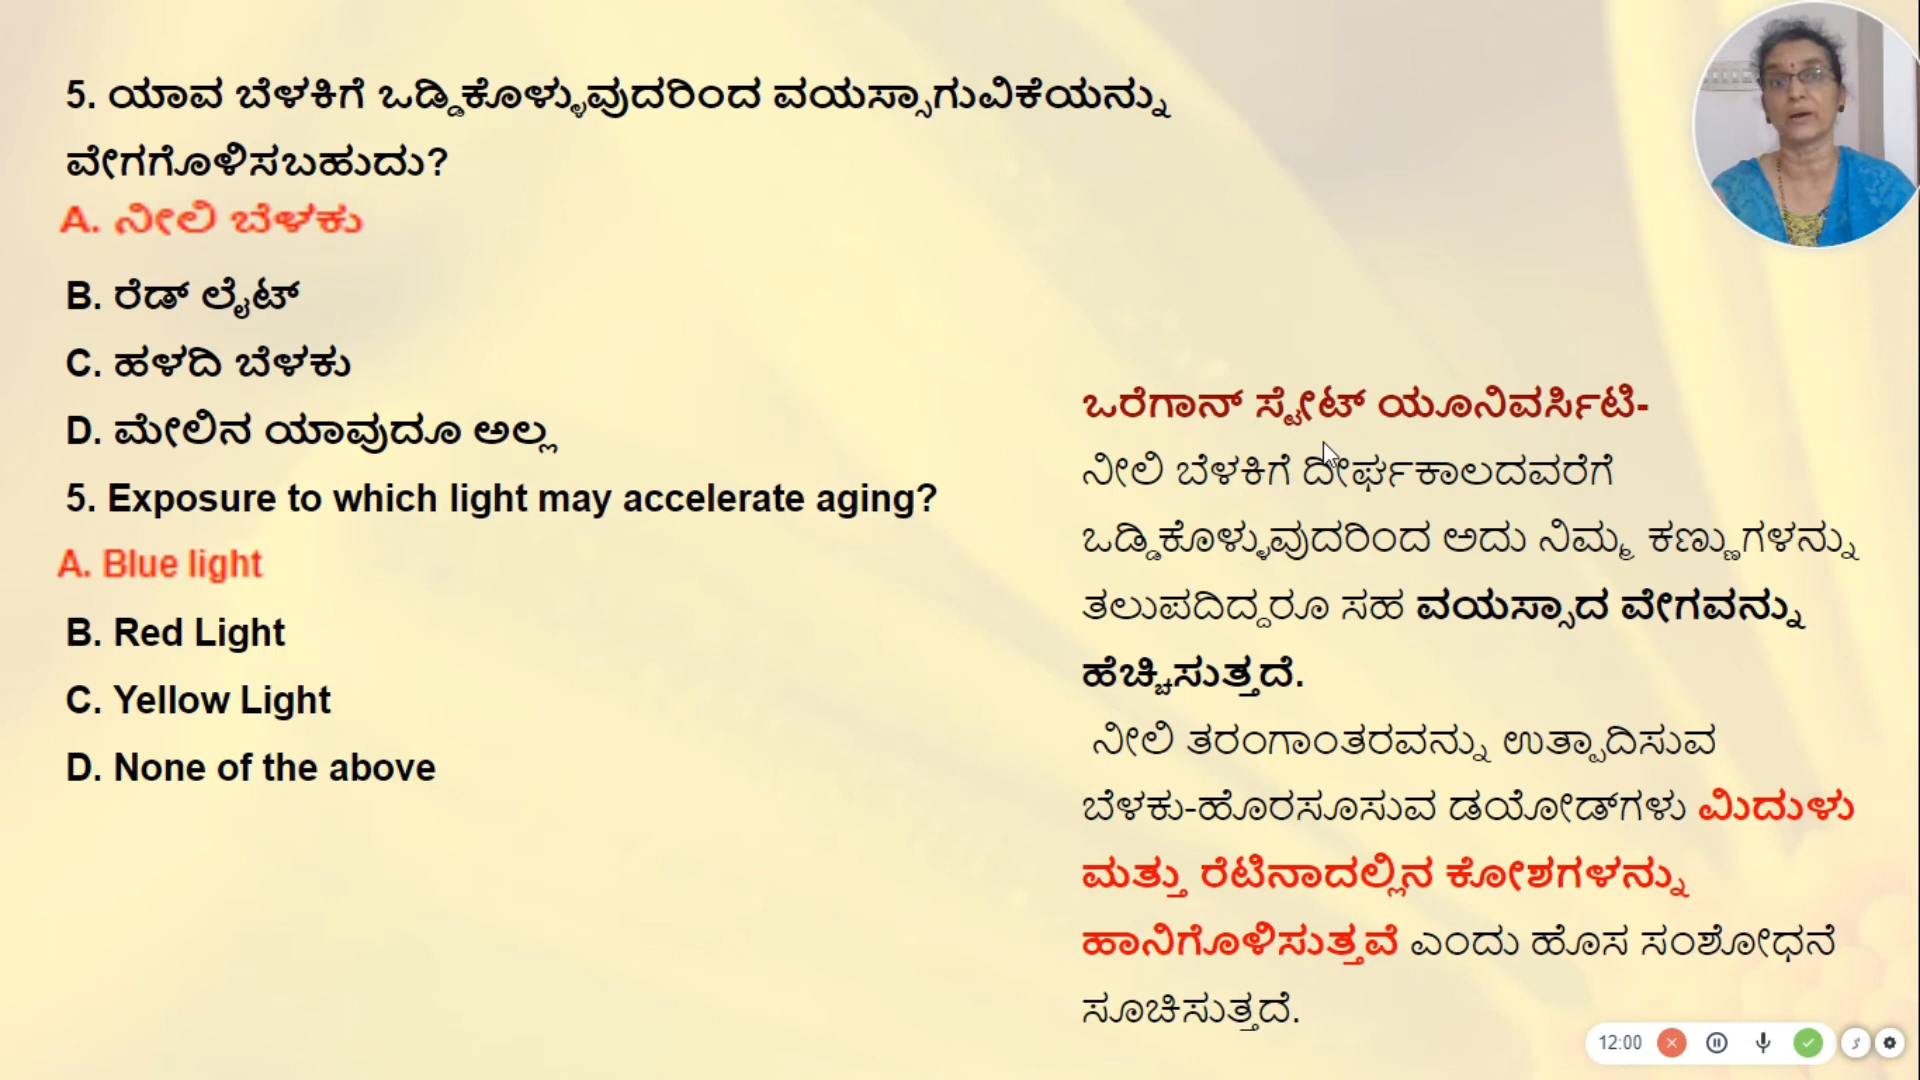 5. ಯಾವ ಬೆಳಕಿಗೆ ಒಡ್ಡಿಕೊಳ್ಳುವುದರಿಂದ ವಯಸ್ಸಾಗುವಿಕೆಯನ್ನು
ವೇಗಗೊಳಿಸಬಹುದು?
A. ನೀಲಿ ಬೆಳಕು
B. ರೆಡ್ ಲೈಟ್
C. ಹಳದಿ ಬೆಳಕು
D. ಮೇಲಿನ ಯಾವುದೂ ಅಲ್ಲ
5. Exposure to which light may accelerate aging?
A. Blue light
B. Red Light
C. Yellow Light
D. None of the above
ಒರೆಗಾನ್ ಸ್ಟೇಟ್ ಯೂನಿವರ್ಸಿಟಿ-
ನೀಲಿ ಬೆಳಕಿಗೆ ದೀರ್ಘಕಾಲದವರೆಗೆ
ಒಡ್ಡಿಕೊಳ್ಳುವುದರಿಂದ ಅದು ನಿಮ್ಮ ಕಣ್ಣುಗಳನ್ನು
ತಲುಪದಿದ್ದರೂ ಸಹ ವಯಸ್ಸಾದ ವೇಗವನ್ನು
ಹೆಚ್ಚಿಸುತ್ತದೆ.
ನೀಲಿ ತರಂಗಾಂತರವನ್ನು ಉತ್ಪಾದಿಸುವ
ಬೆಳಕು-ಹೊರಸೂಸುವ ಡಯೋಡ್‌ಗಳು ಮಿದುಳು
ಮತ್ತು ರೆಟಿನಾದಲ್ಲಿನ ಕೋಶಗಳನ್ನು
ಹಾನಿಗೊಳಿಸುತ್ತವೆ ಎಂದು ಹೊಸ ಸಂಶೋಧನೆ
ಸೂಚಿಸುತ್ತದೆ.
12:00